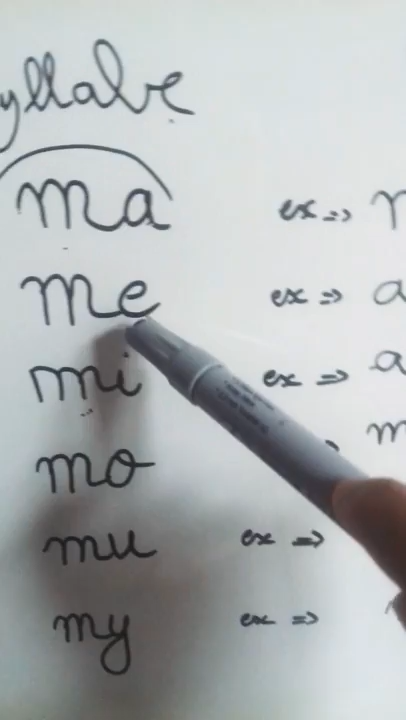 yllabe
ma ex =>
me ex => a
mi ex => a
mo m
mu ex =>
my ex =>